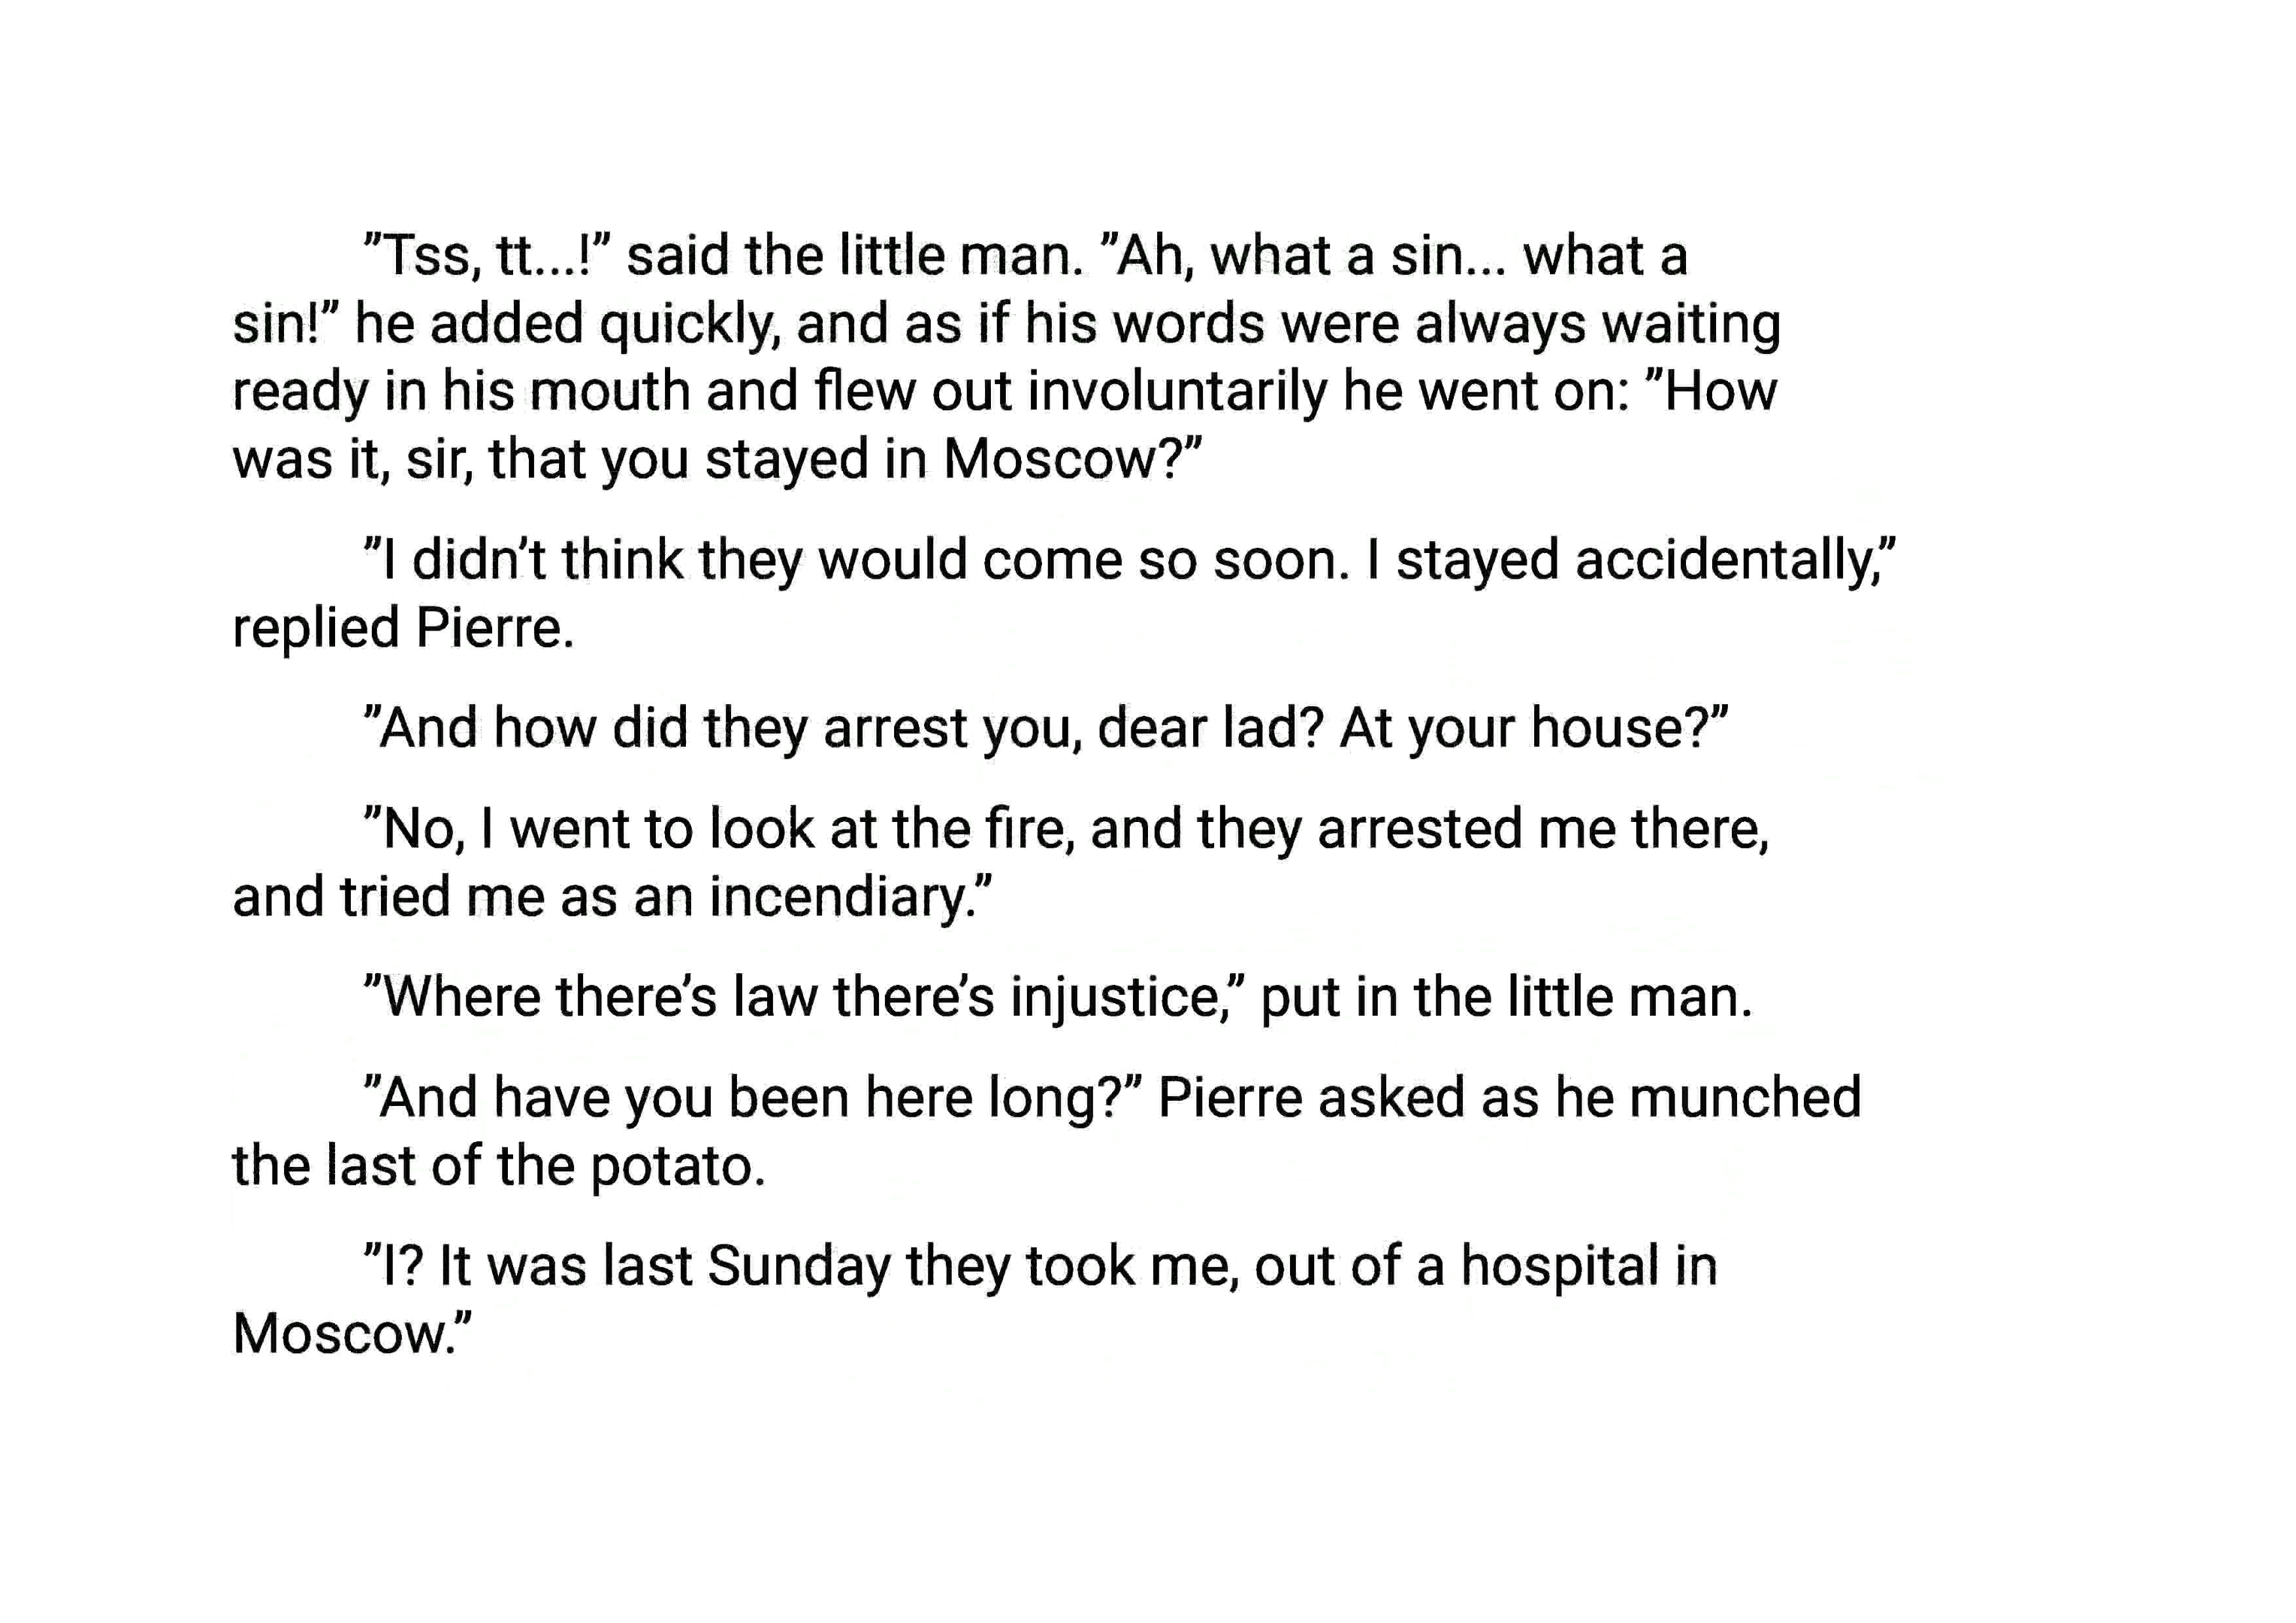 ”Tss, tt...!” said the little man. ”Ah, what a sin... what a
sin!” he added quickly, and as if his words were always waiting
ready in his mouth and flew out involuntarily he went on: ”How
was it, sir, that you stayed in Moscow?”
”I didn’t think they would come so soon. I stayed accidentally,”
replied Pierre.
”And how did they arrest you, dear lad? At your house?”
”No, I went to look at the fire, and they arrested me there,
and tried me as an incendiary.”
”Where there’s law there’s injustice,” put in the little man.
”And have you been here long?” Pierre asked as he munched
the last of the potato.
”I? It was last Sunday they took me, out of a hospital in
Moscow.”